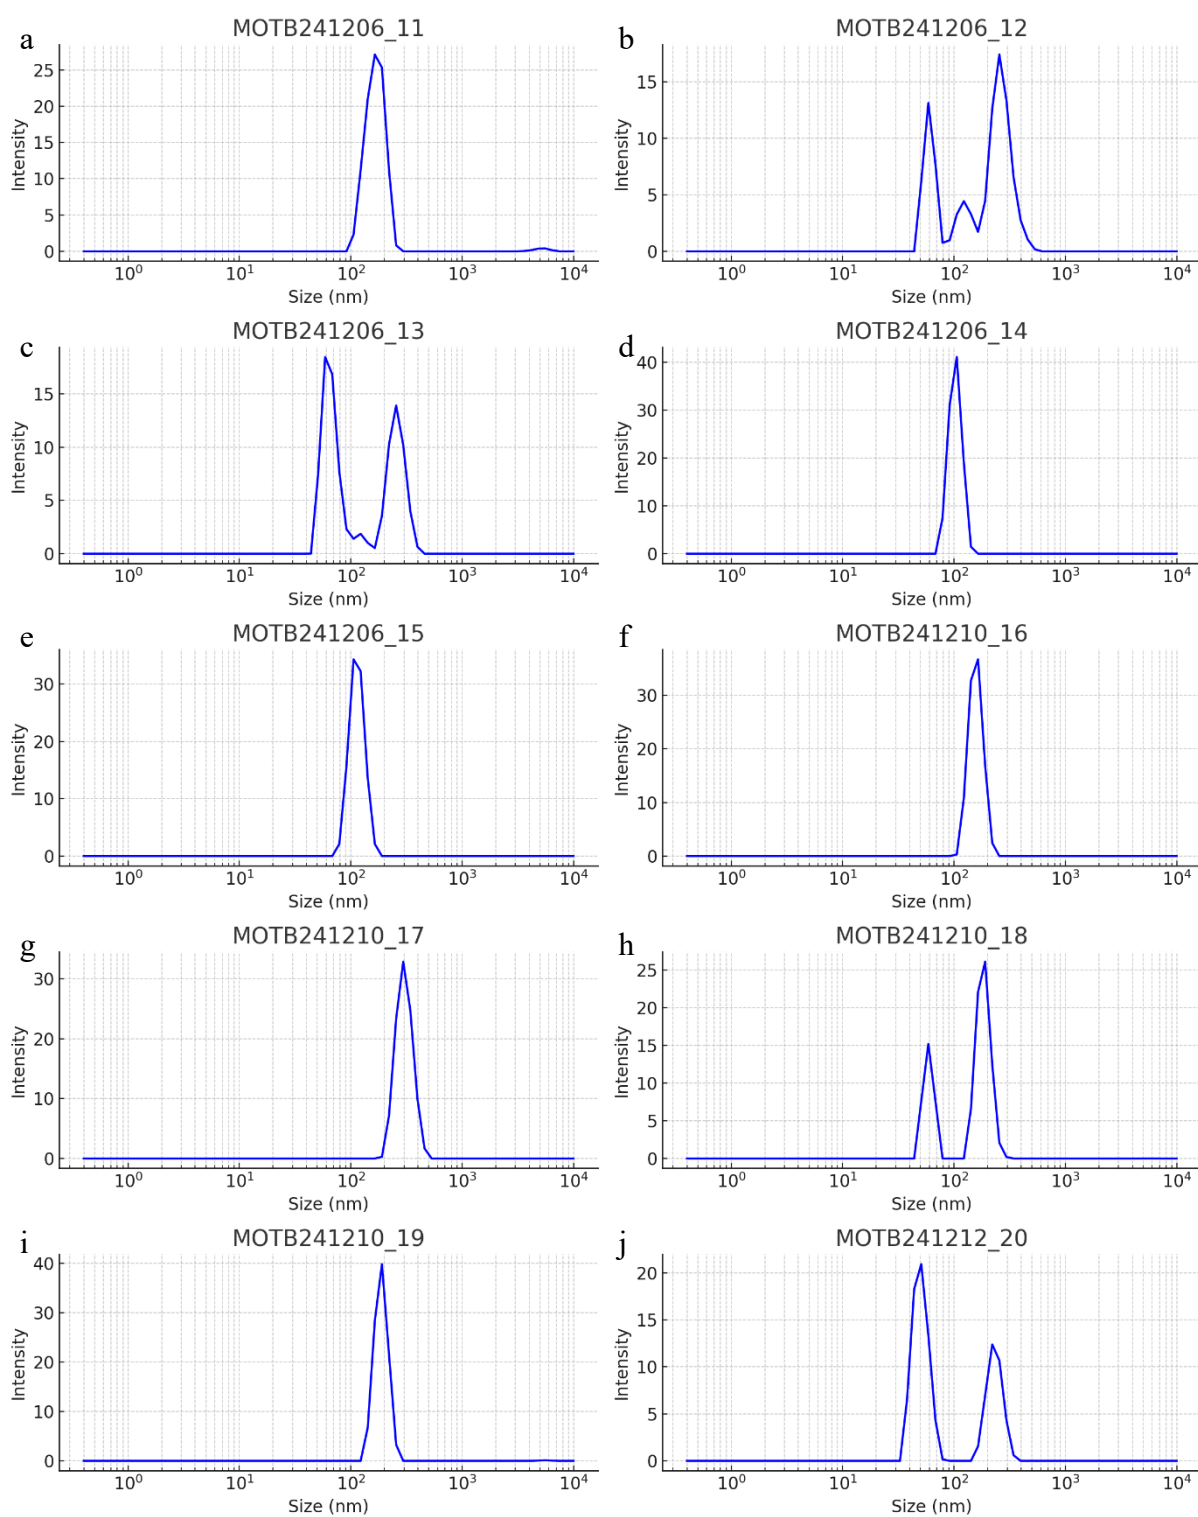 a
MOTB241206_11
Intensity
25
20
15
10
5
0
10⁰
10¹
10²
10³
10⁴
Size (nm)
b
MOTB241206_12
Intensity
15
10
5
0
10⁰
10¹
10²
10³
10⁴
Size (nm)
c
MOTB241206_13
Intensity
15
10
5
0
10⁰
10¹
10²
10³
10⁴
Size (nm)
d
MOTB241206_14
Intensity
40
30
20
10
0
10⁰
10¹
10²
10³
10⁴
Size (nm)
e
MOTB241206_15
Intensity
30
20
10
0
10⁰
10¹
10²
10³
10⁴
Size (nm)
f
MOTB241210_16
Intensity
30
20
10
0
10⁰
10¹
10²
10³
10⁴
Size (nm)
g
MOTB241210_17
Intensity
30
20
10
0
10⁰
10¹
10²
10³
10⁴
Size (nm)
h
MOTB241210_18
Intensity
25
20
15
10
5
0
10⁰
10¹
10²
10³
10⁴
Size (nm)
i
MOTB241210_19
Intensity
40
30
20
10
0
10⁰
10¹
10²
10³
10⁴
Size (nm)
j
MOTB241212_20
Intensity
20
15
10
5
0
10⁰
10¹
10²
10³
10⁴
Size (nm)